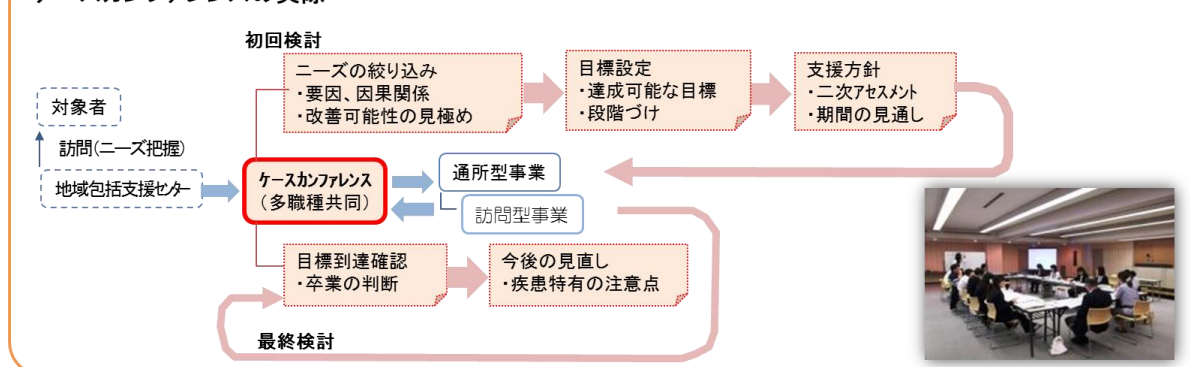 初回検討
ニーズの絞り込み
・要因、因果関係
・改善可能性の見極め
目標設定
・達成可能な目標
・段階づけ
支援方針
・二次アセスメント
・期間の見通し
対象者
訪問(ニーズ把握)
地域包括支援センター
ケースカンファレンス
(多職種共同)
通所型事業
訪問型事業
目標到達確認
・卒業の判断
今後の見直し
・疾患特有の注意点
最終検討